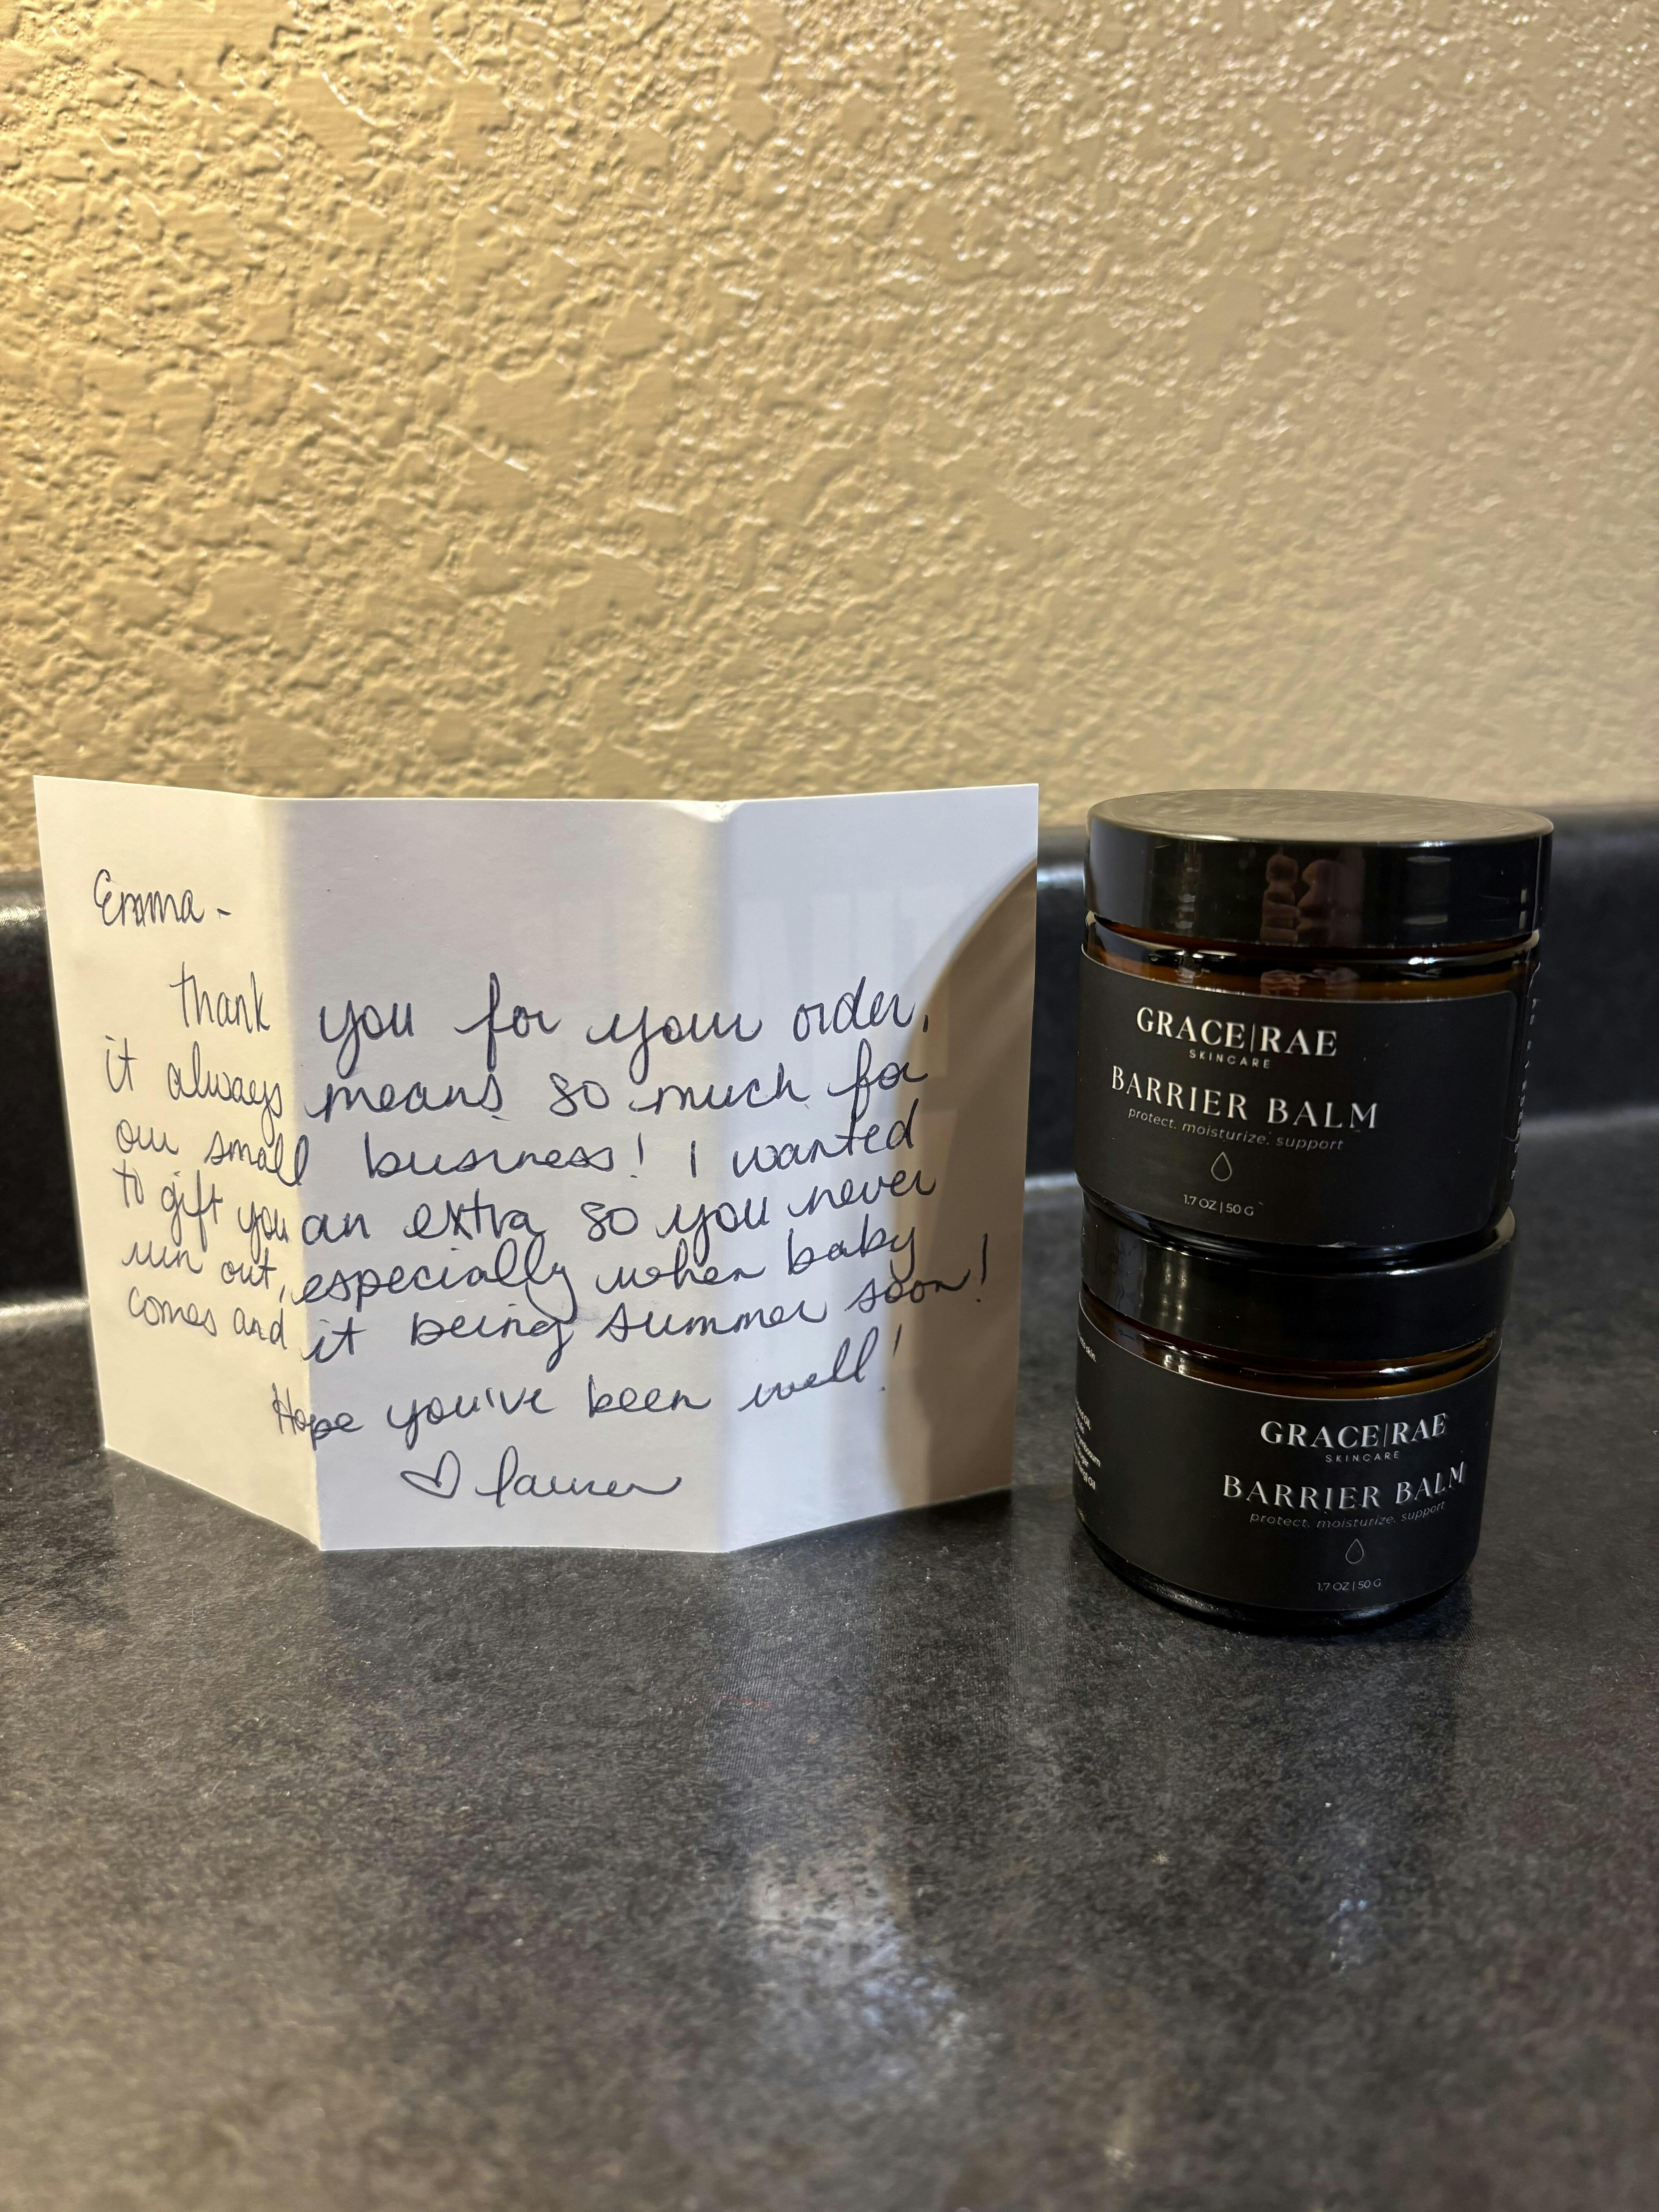 Emma -
thank you for your order,
it always means so much for
our small business! I wanted
to gift you an extra so you never
run out, especially when baby
comes and it being summer soon!
Hope you've been well!
♡ Lauren
GRACE|RAE
SKINCARE
BARRIER BALM
protect. moisturize. support
1.7 OZ | 50 G
GRACE|RAE
SKINCARE
BARRIER BALM
protect. moisturize. support
1.7 OZ | 50 G